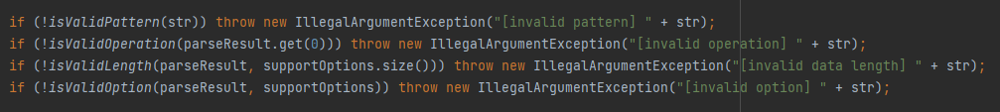 if (!isValidPattern(str)) throw new IllegalArgumentException("[invalid pattern] " + str);
if (!isValidOperation(parseResult.get(0))) throw new IllegalArgumentException("[invalid operation] " + str);
if (!isValidLength(parseResult, supportOptions.size())) throw new IllegalArgumentException("[invalid data length] " + str);
if (!isValidOption(parseResult, supportOptions)) throw new IllegalArgumentException("[invalid option] " + str);